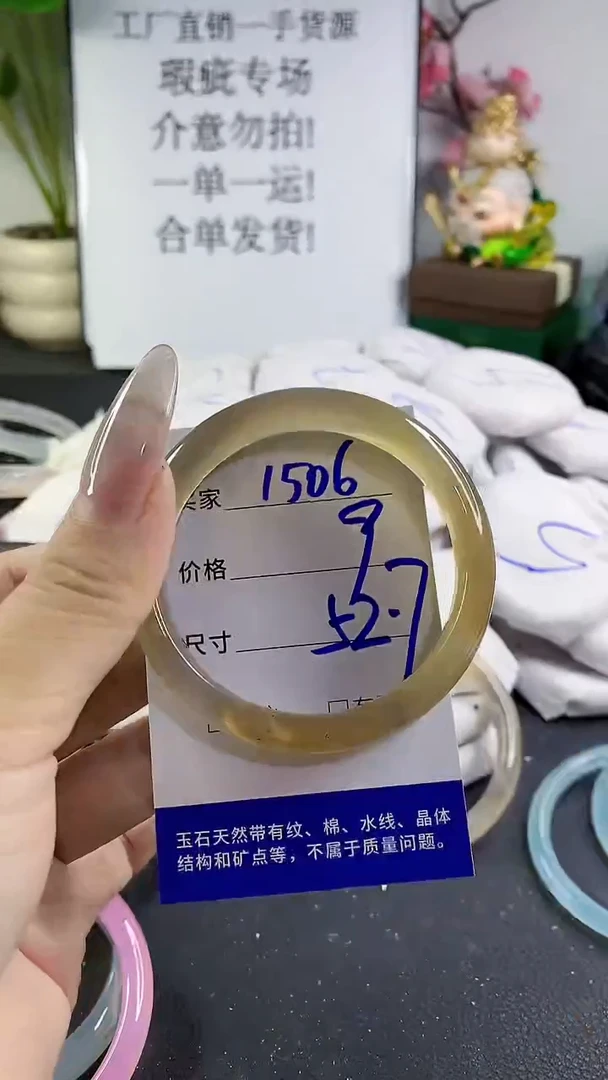 工厂直销一手货源
瑕疵专场
介意勿拍!
一单一运!
合单发货!
家 1506
价格
尺寸 52.7
玉石天然带有纹、棉、水线、晶体
结构和矿点等，不属于质量问题。